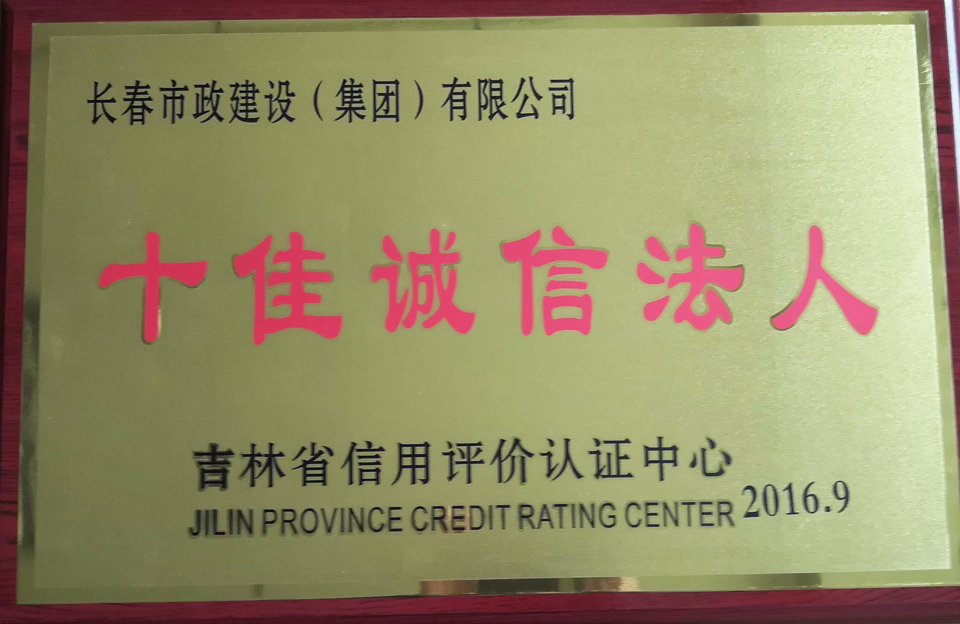 长春市政建设（集团）有限公司
十佳诚信法人
吉林省信用评价认证中心
JILIN PROVINCE CREDIT RATING CENTER 2016.9